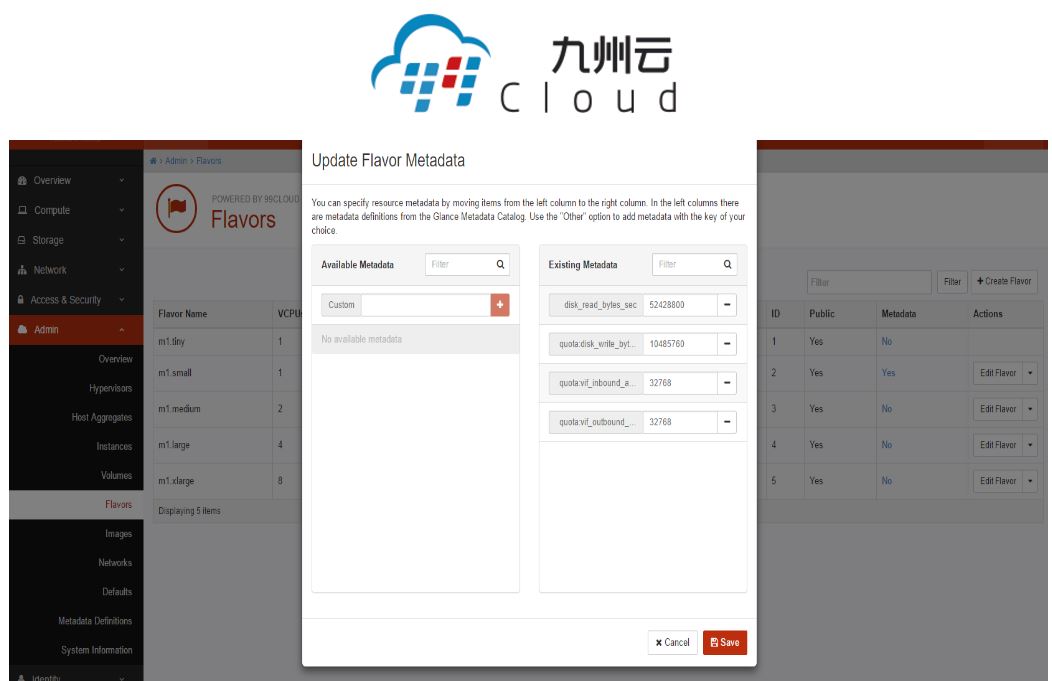 九州云
Cloud
Update Flavor Metadata
You can specify resource metadata by moving items from the left column to the right column. In the left columns there
are metadata definitions from the Glance Metadata Catalog. Use the "Other" option to add metadata with the key of your
choice.
Available Metadata Filter
Existing Metadata Filter
Custom
No available metadata
disk_read_bytes_sec 52428800
quota:disk_write_byt... 10485760
quota:vif_inbound_a... 32768
quota:vif_outbound_... 32768
Cancel Save
> Admin > Flavors
POWERED BY 99CLOUD
Flavors
Overview
Compute
Storage
Network
Access & Security
Admin
Overview
Hypervisors
Host Aggregates
Instances
Volumes
Flavors
Images
Networks
Defaults
Metadata Definitions
System Information
Identity
Filter Filter + Create Flavor
Flavor Name VCPUs ID Public Metadata Actions
m1.tiny 1 1 Yes No
m1.small 1 2 Yes Yes Edit Flavor
m1.medium 2 3 Yes No Edit Flavor
m1.large 4 4 Yes No Edit Flavor
m1.xlarge 8 5 Yes No Edit Flavor
Displaying 5 items